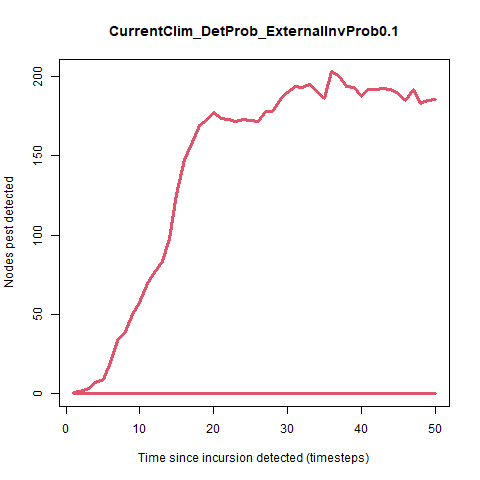 CurrentClim_DetProb_ExternalInvProb0.1
Nodes pest detected
200
150
100
50
0
0 10 20 30 40 50
Time since incursion detected (timesteps)